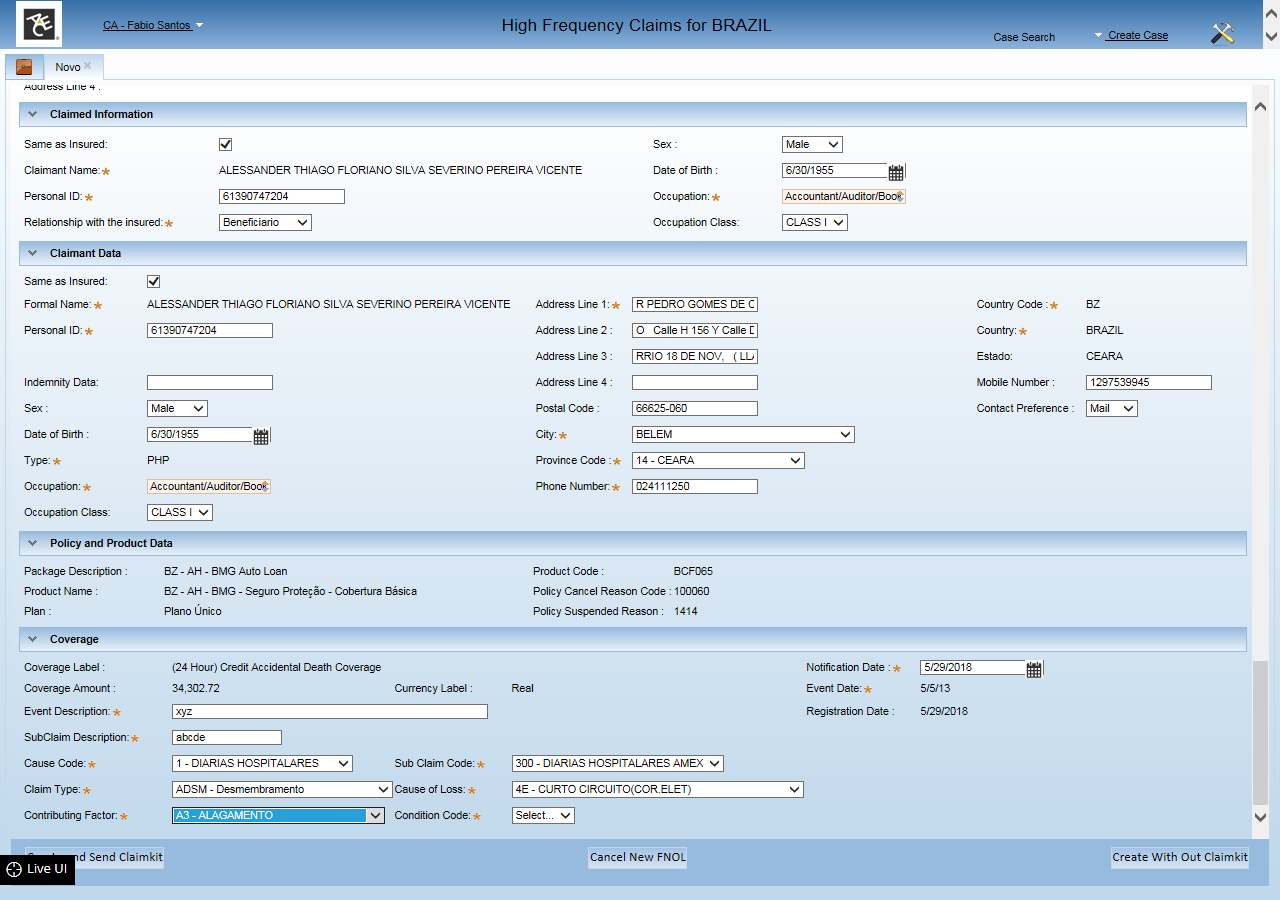 ACE
CA - Fabio Santos
High Frequency Claims for BRAZIL
Case Search
Create Case
Novo
Address Line 4 :
Claimed Information
Same as Insured:
Sex : Male
Claimant Name:* ALESSANDER THIAGO FLORIANO SILVA SEVERINO PEREIRA VICENTE
Date of Birth : 6/30/1955
Personal ID:* 61390747204
Occupation:* Accountant/Auditor/Book
Relationship with the insured:* Beneficiario
Occupation Class: CLASS I
Claimant Data
Same as Insured:
Formal Name:* ALESSANDER THIAGO FLORIANO SILVA SEVERINO PEREIRA VICENTE
Address Line 1:* R PEDRO GOMES DE
Country Code :* BZ
Personal ID:* 61390747204
Address Line 2 : O Calle H 156 Y Calle
Country:* BRAZIL
Address Line 3 : RRIO 18 DE NOV, ( LL
Estado: CEARA
Indemnity Data:
Address Line 4 :
Mobile Number : 1297539945
Sex : Male
Postal Code : 66625-060
Contact Preference : Mail
Date of Birth : 6/30/1955
City:* BELEM
Type:* PHP
Province Code :* 14 - CEARA
Occupation:* Accountant/Auditor/Book
Phone Number:* 024111250
Occupation Class: CLASS I
Policy and Product Data
Package Description : BZ - AH - BMG Auto Loan
Product Code : BCF065
Product Name : BZ - AH - BMG - Seguro Proteção - Cobertura Básica
Policy Cancel Reason Code : 100060
Plan : Plano Único
Policy Suspended Reason : 1414
Coverage
Coverage Label : (24 Hour) Credit Accidental Death Coverage
Notification Date :* 5/29/2018
Coverage Amount : 34,302.72
Currency Label : Real
Event Date:* 5/5/13
Event Description:* xyz
Registration Date : 5/29/2018
SubClaim Description:* abcde
Cause Code:* 1 - DIARIAS HOSPITALARES
Sub Claim Code:* 300 - DIARIAS HOSPITALARES AMEX
Claim Type:* ADSM - Desmembramento
Cause of Loss:* 4E - CURTO CIRCUITO(COR.ELET)
Contributing Factor:* A3 - ALAGAMENTO
Condition Code:* Select...
and Send Claimkit
Cancel New FNOL
Create With Out Claimkit
Live UI